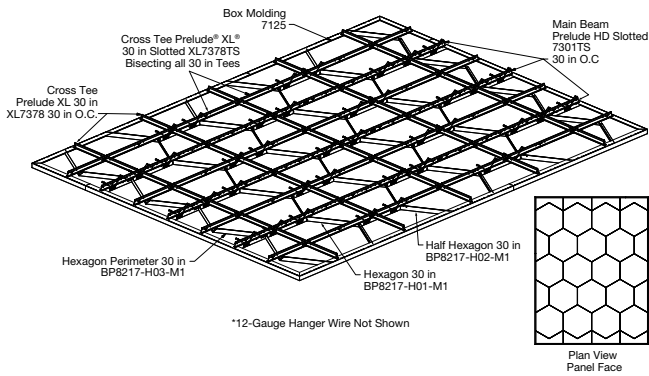 Box Molding
7125
Cross Tee Prelude® XL®
30 in Slotted XL7378TS
Bisecting all 30 in Tees
Main Beam
Prelude HD Slotted
7301TS
30 in O.C
Cross Tee
Prelude XL 30 in
XL7378 30 in O.C.
Hexagon Perimeter 30 in
BP8217-H03-M1
Half Hexagon 30 in
BP8217-H02-M1
Hexagon 30 in
BP8217-H01-M1
*12-Gauge Hanger Wire Not Shown
Plan View
Panel Face